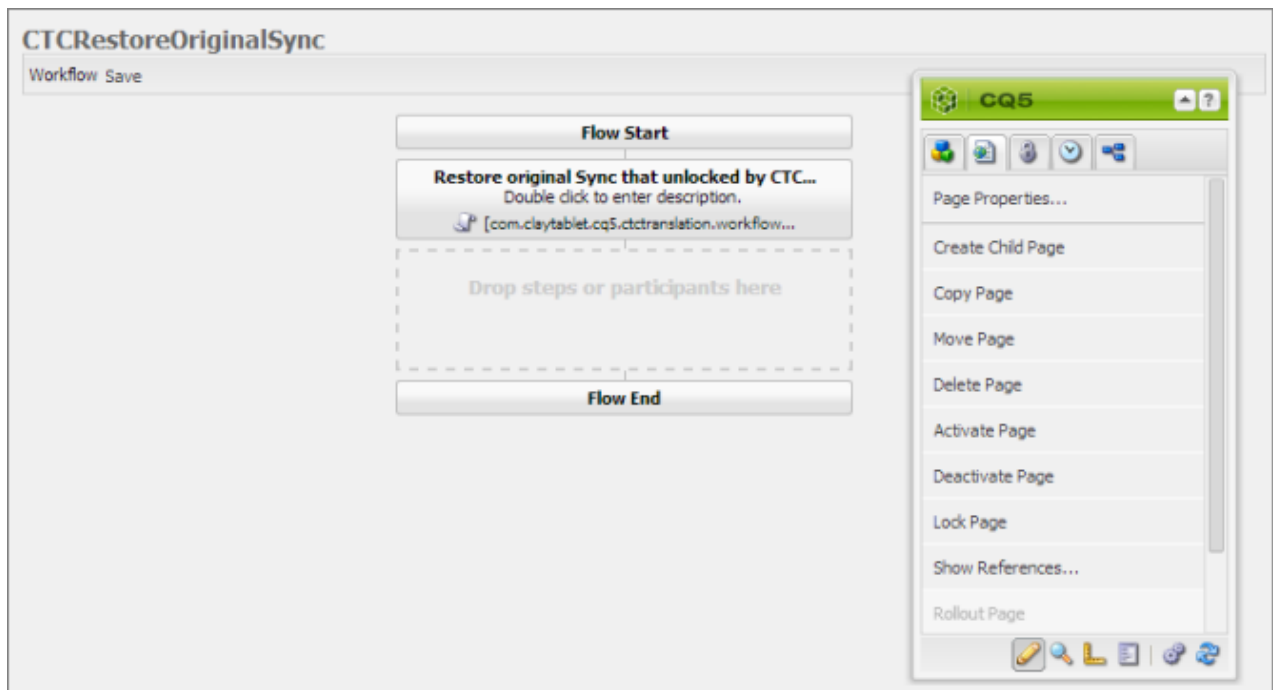 CTCRestoreOriginalSync
Workflow Save
Flow Start
Restore original Sync that unlocked by CTC...
Double click to enter description.
[com.claytablet.cq5.ctctranslation.workflow...
Drop steps or participants here
Flow End
CQ5
?
Page Properties...
Create Child Page
Copy Page
Move Page
Delete Page
Activate Page
Deactivate Page
Lock Page
Show References...
Rollout Page